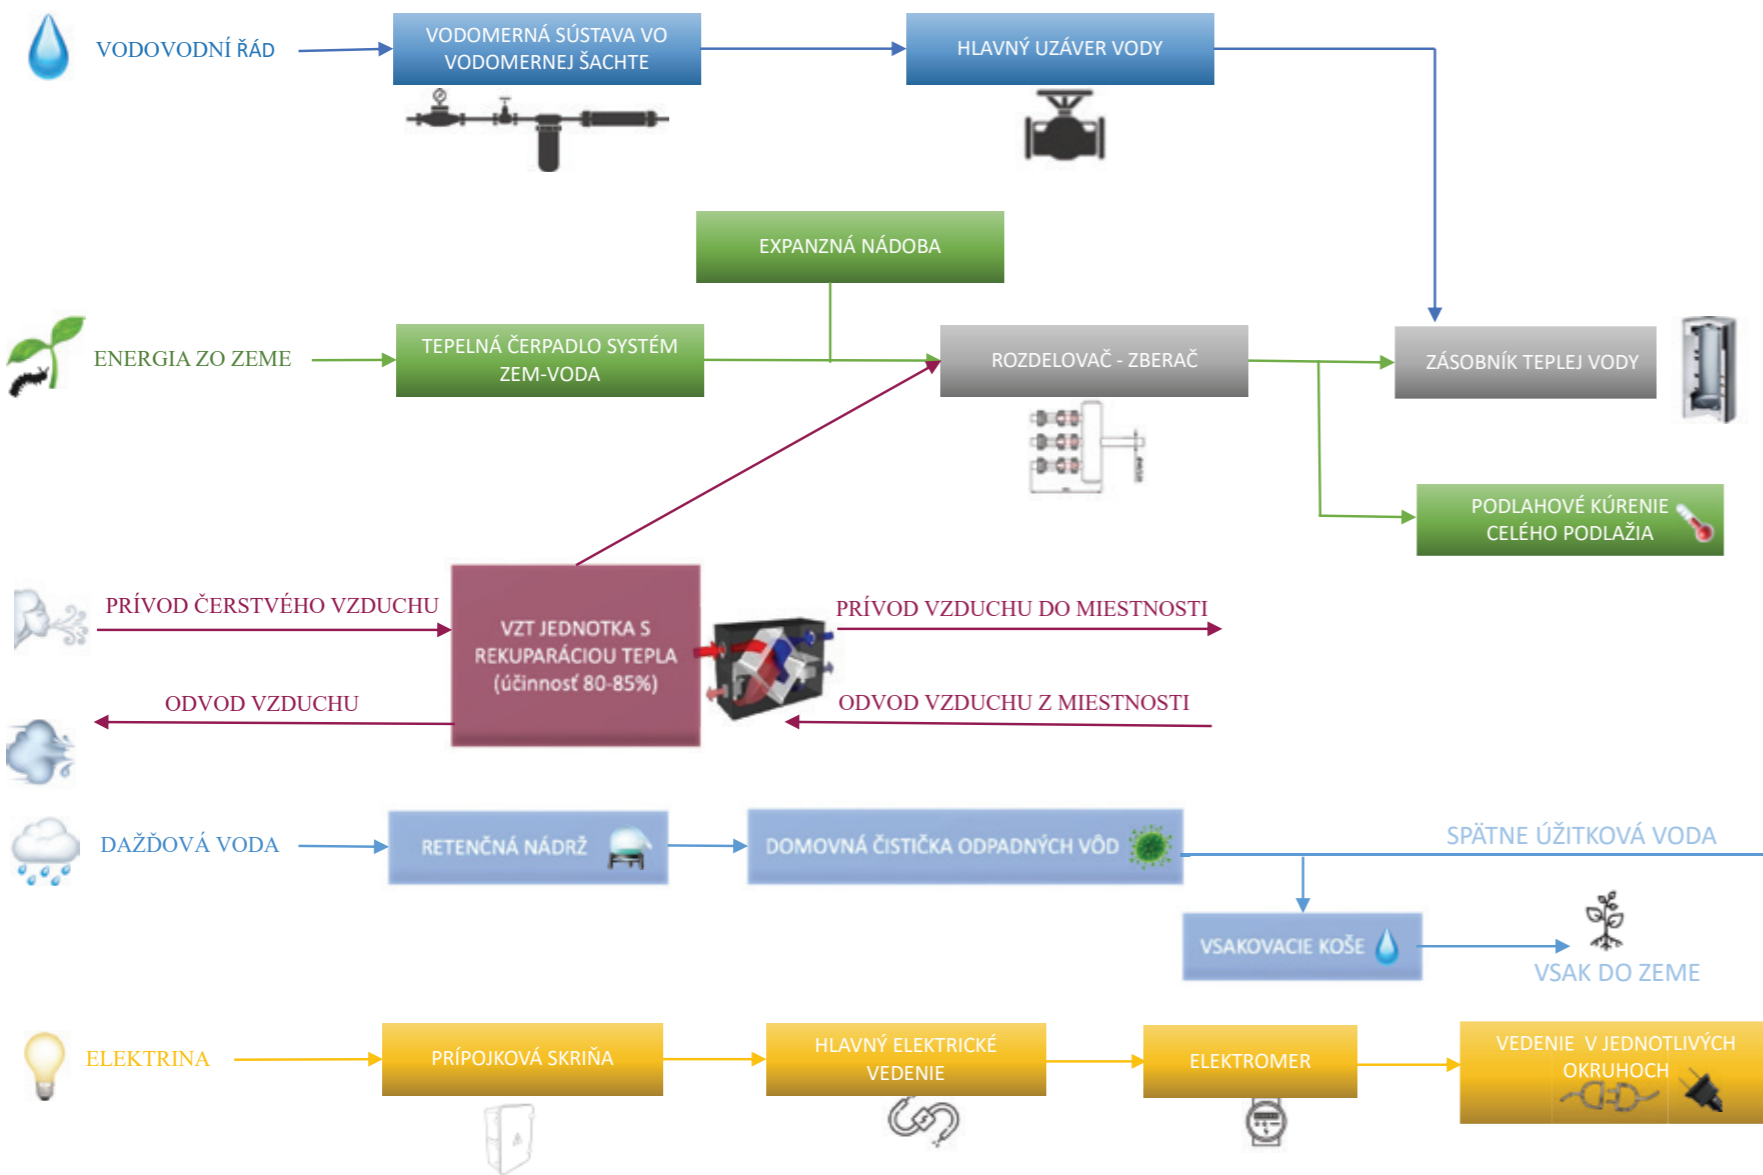 VODOVODNÍ ŘÁD
VODOMERNÁ SÚSTAVA VO
VODOMERNEJ ŠACHTE
HLAVNÝ UZÁVER VODY
EXPANZNÁ NÁDOBA
ENERGIA ZO ZEME
TEPELNÁ ČERPADLO SYSTÉM
ZEM-VODA
ROZDELOVAČ - ZBERAČ
ZÁSOBNÍK TEPLEJ VODY
PODLAHOVÉ KÚRENIE
CELÉHO PODLAŽIA
PRÍVOD ČERSTVÉHO VZDUCHU
VZT JEDNOTKA S
REKUPARÁCIOU TEPLA
(účinnosť 80-85%)
PRÍVOD VZDUCHU DO MIESTNOSTI
ODVOD VZDUCHU
ODVOD VZDUCHU Z MIESTNOSTI
DAŽĎOVÁ VODA
RETENČNÁ NÁDRŽ
DOMOVNÁ ČISTIČKA ODPADNÝCH VÔD
SPÄTNE ÚŽITKOVÁ VODA
VSAKOVACIE KOŠE
VSAK DO ZEME
ELEKTRINA
PRÍPOJKOVÁ SKRIŇA
HLAVNÝ ELEKTRICKÉ
VEDENIE
ELEKTROMER
VEDENIE V JEDNOTLIVÝCH
OKRUHOCH